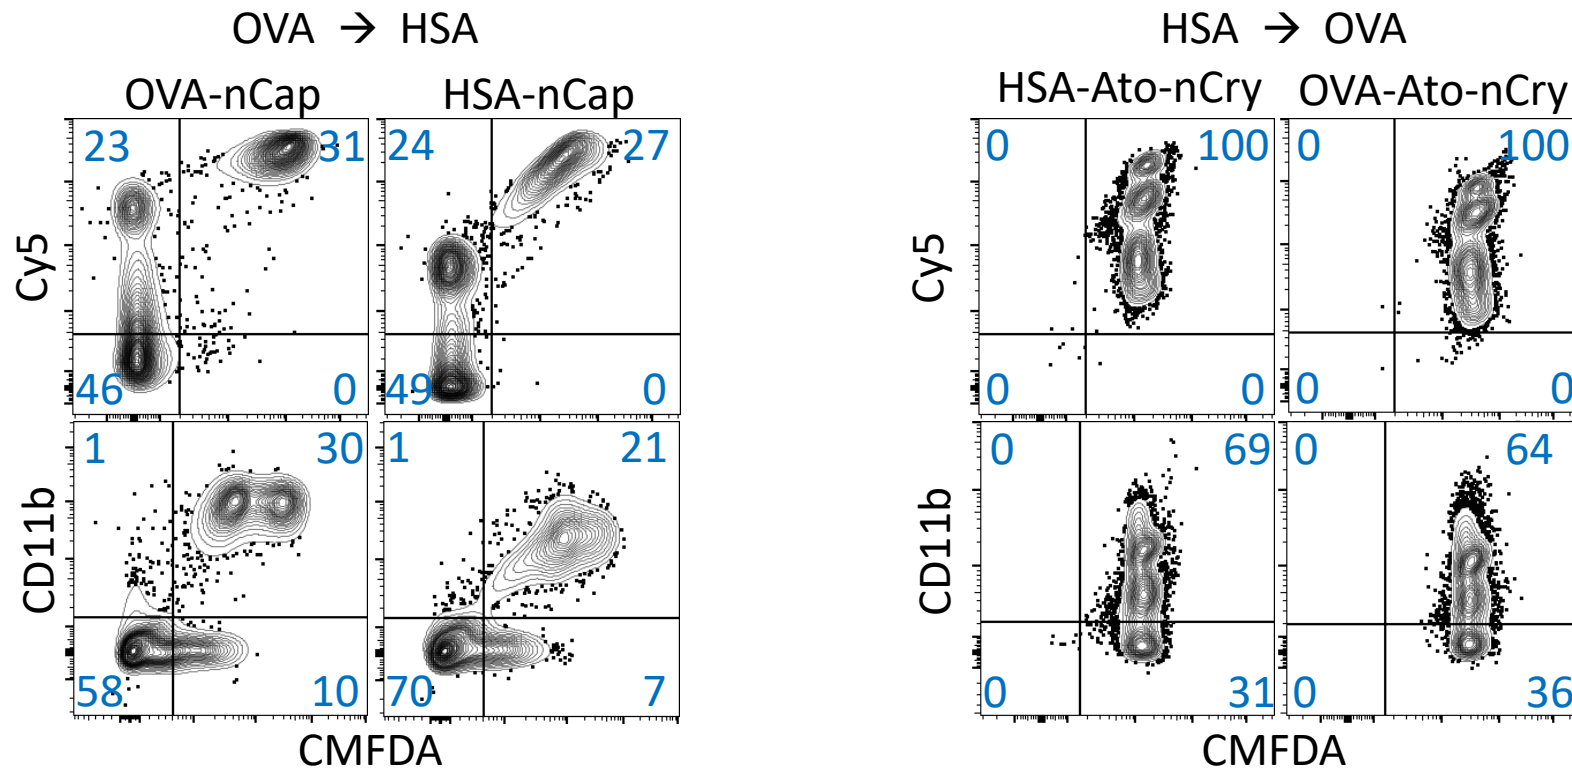 OVA → HSA
HSA → OVA
OVA-nCap
HSA-nCap
HSA-Ato-nCry
OVA-Ato-nCry
Cy5
23
31
46
0
24
27
49
0
Cy5
0
100
0
0
0
100
0
0
CD11b
1
30
58
10
1
21
70
7
CD11b
0
69
0
31
0
64
0
36
CMFDA
CMFDA